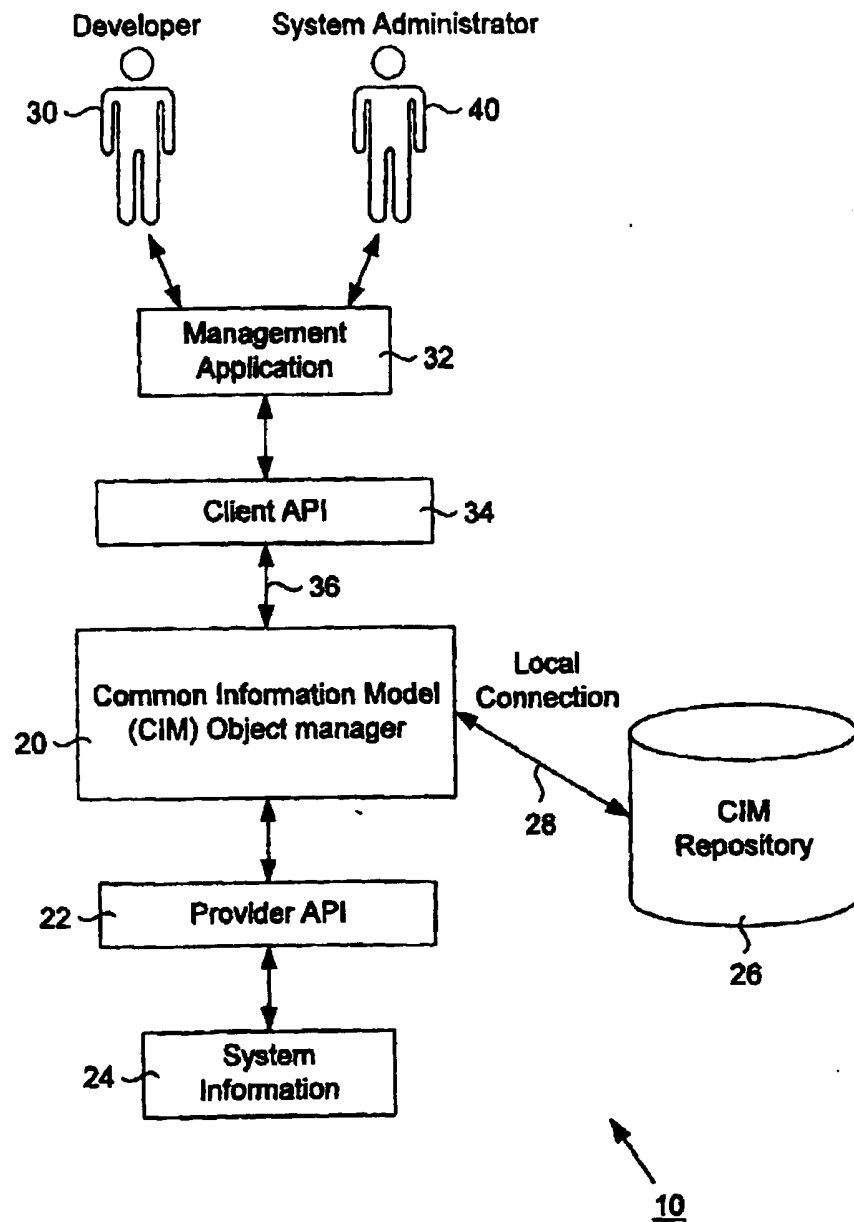 Developer
System Administrator
30
40
Management
Application
32
Client API
34
36
Common Information Model
(CIM) Object manager
20
Local
Connection
28
CIM
Repository
26
22
Provider API
24
System
Information
10